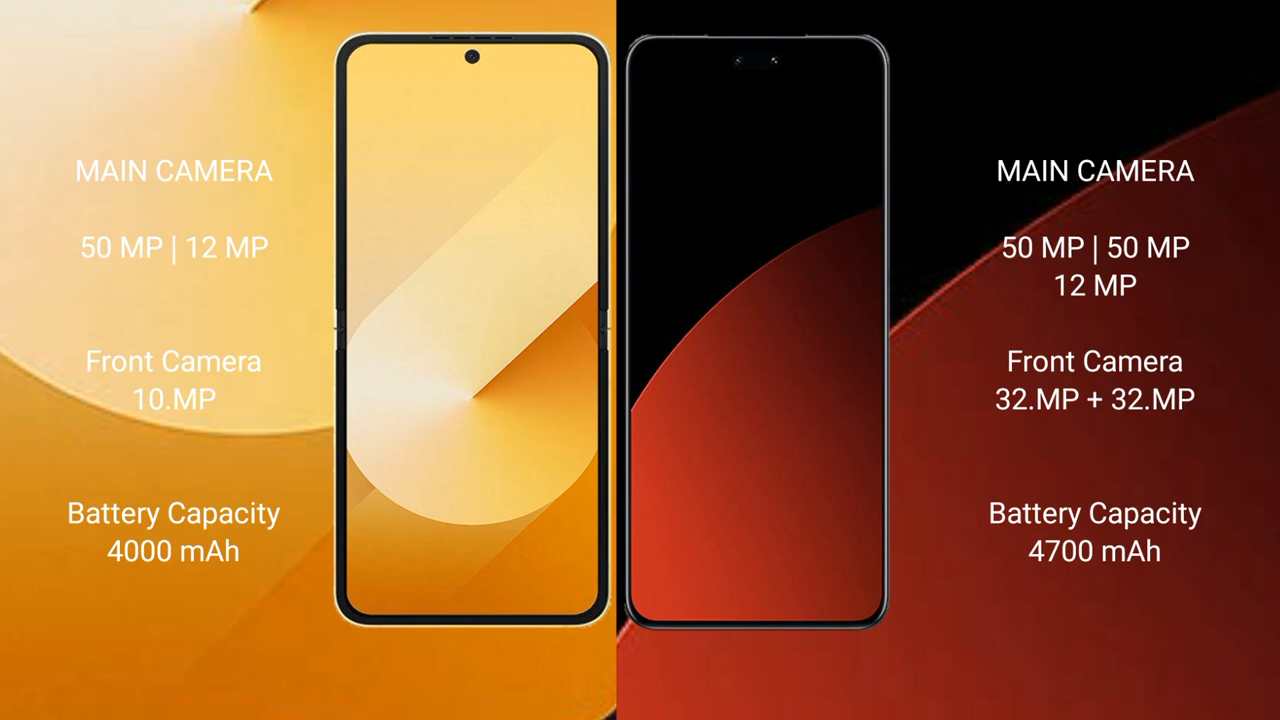 MAIN CAMERA
50 MP | 12 MP
Front Camera
10.MP
Battery Capacity
4000 mAh
MAIN CAMERA
50 MP | 50 MP
12 MP
Front Camera
32.MP + 32.MP
Battery Capacity
4700 mAh